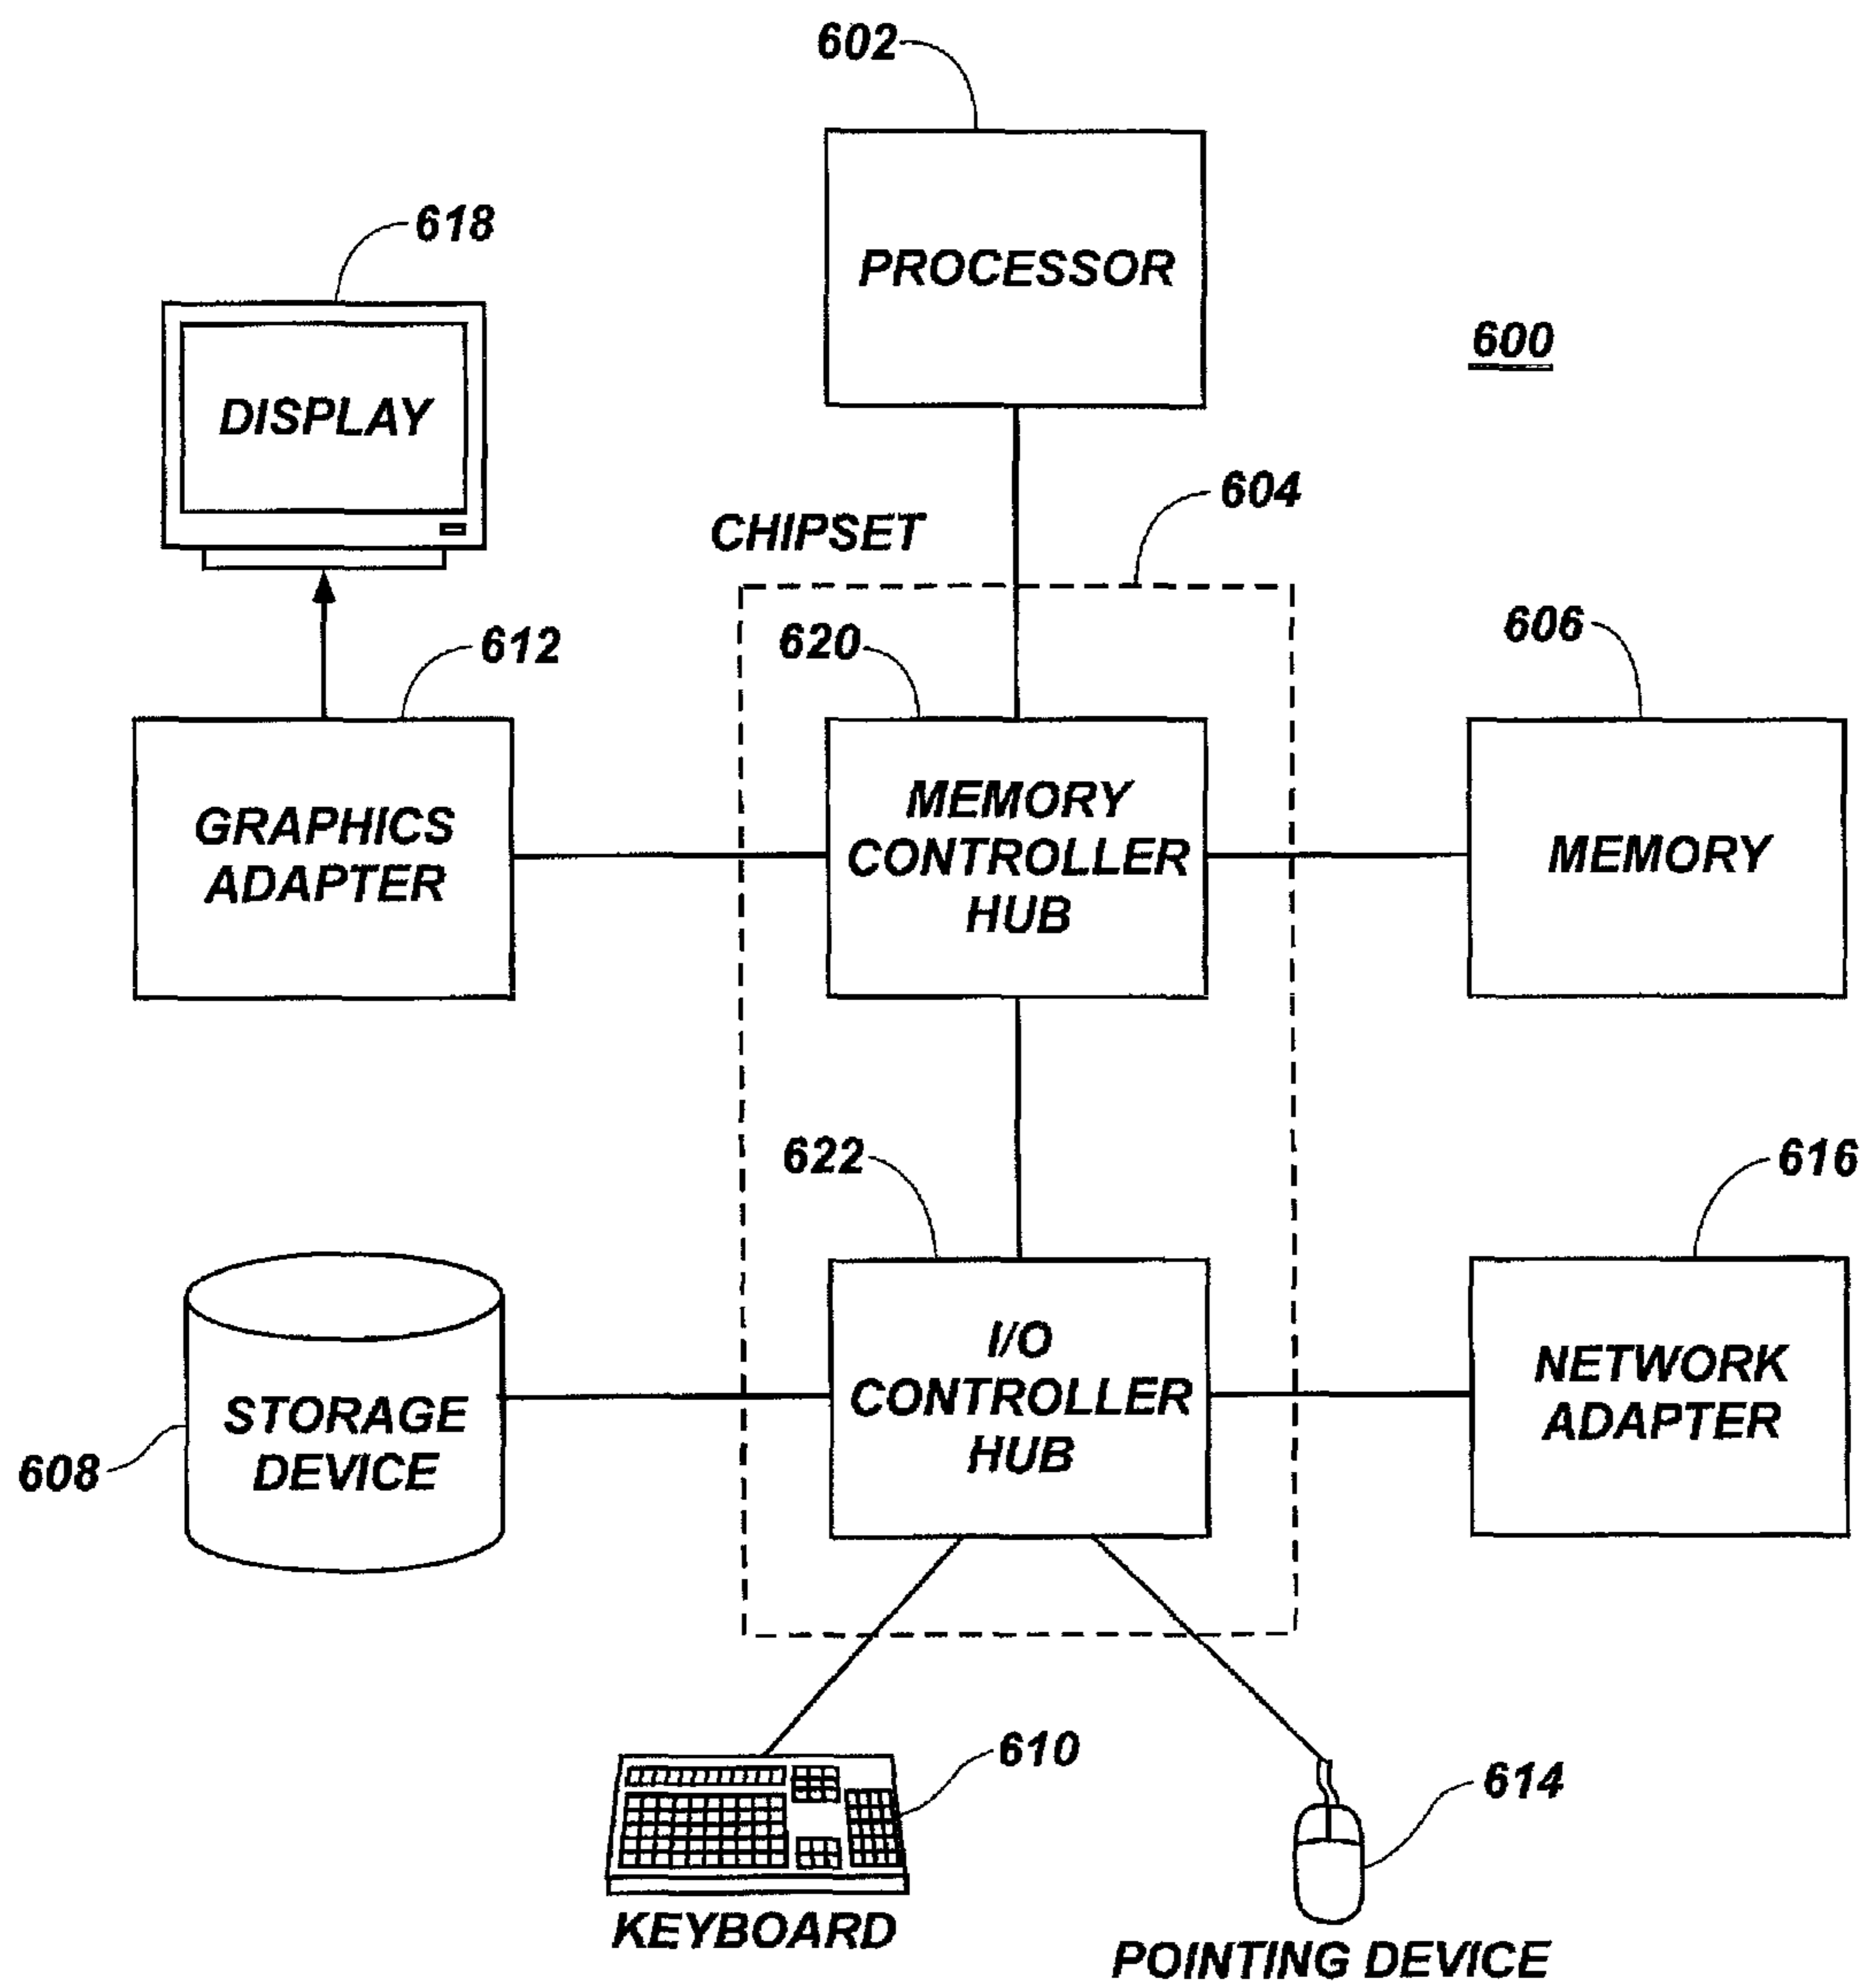 602
PROCESSOR
600
618
DISPLAY
604
CHIPSET
612
620
606
GRAPHICS
ADAPTER
MEMORY
CONTROLLER
HUB
MEMORY
622
616
608
STORAGE
DEVICE
I/O
CONTROLLER
HUB
NETWORK
ADAPTER
610
KEYBOARD
614
POINTING DEVICE